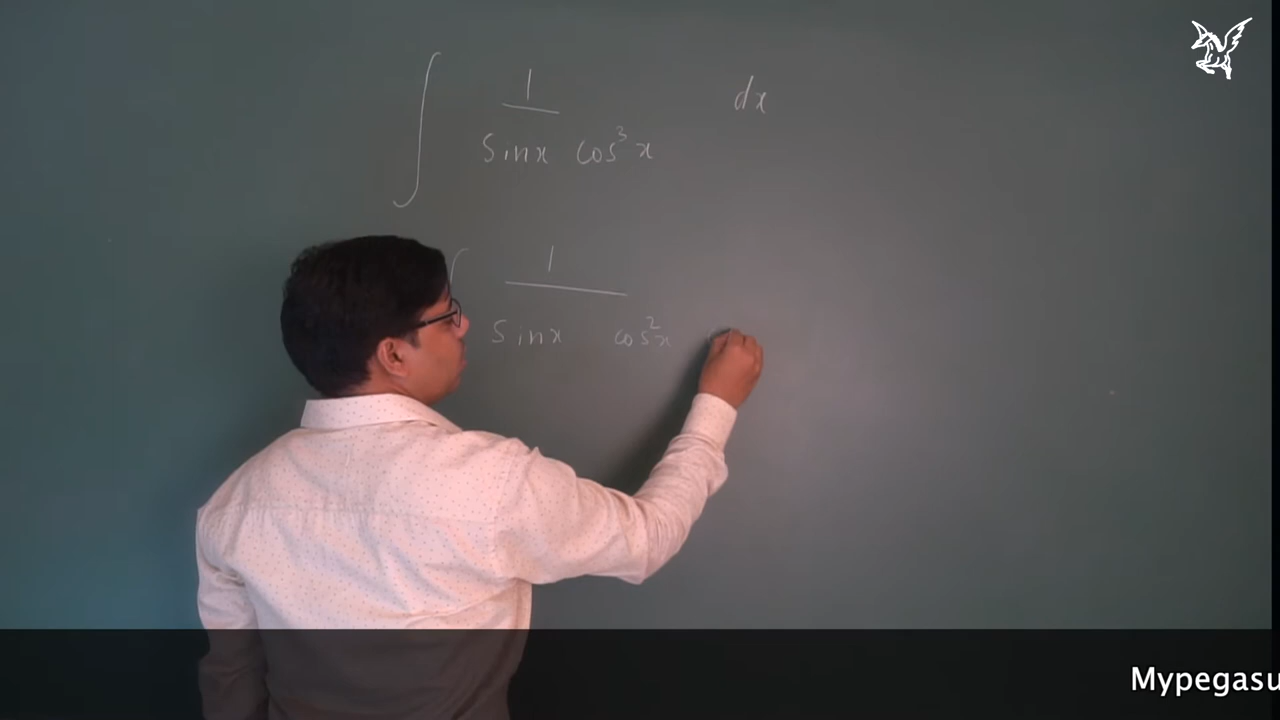 ∫ 1 / (sinx cos³x) dx
∫ 1 / (sinx cos²x
Mypegasu